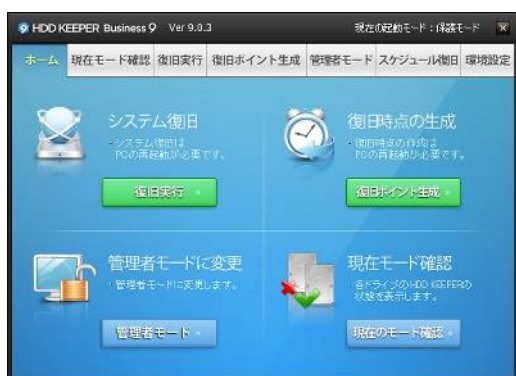 HDD KEEPER Business 9 Ver 9.0.3 現在の起動モード：保護モード
ホーム 現在モード確認 復旧実行 復旧ポイント生成 管理者モード スケジュール復旧 環境設定
システム復旧
・システム復旧は
PCの再起動が必要です。
復旧実行
復旧時点の生成
・復旧時点の作成は
PCの再起動が必要です。
復旧ポイント生成
管理者モードに変更
・管理者モードに変更します。
管理者モード
現在モード確認
・各ドライブのHDD KEEPERの
状態を表示します。
現在のモード確認